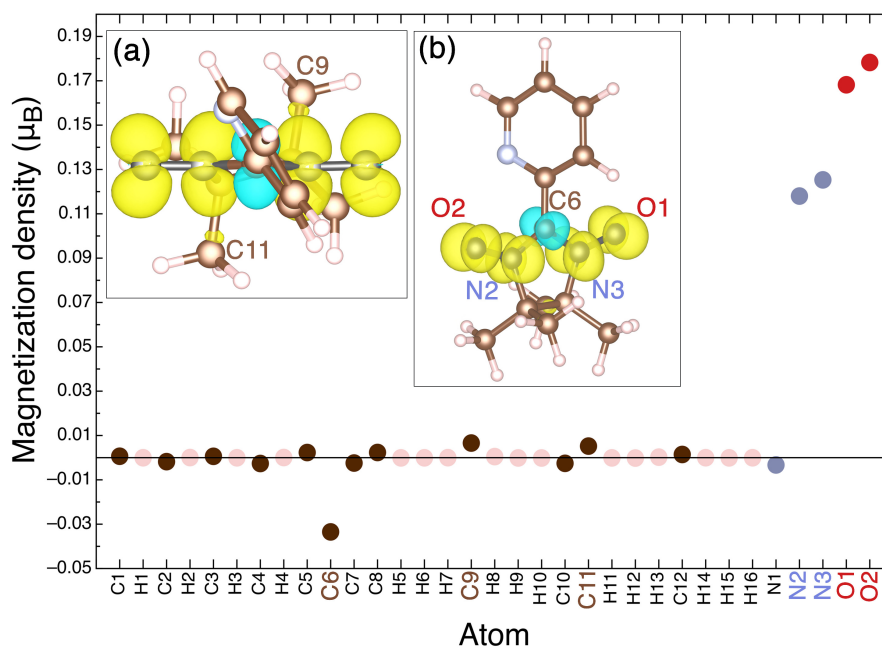 0.19
0.17
0.15
0.13
0.11
0.09
0.07
0.05
0.03
0.01
−0.01
−0.03
−0.05
Magnetization density (μB)
(a)
C9
C11
(b)
C6
O2
O1
N2
N3
C1 H1 C2 H2 C3 H3 C4 H4 C5 C6 C7 C8 H5 H6 H7 C9 H8 H9 H10 C10 C11 H11 H12 H13 C12 H14 H15 H16 N1 N2 N3 O1 O2
Atom